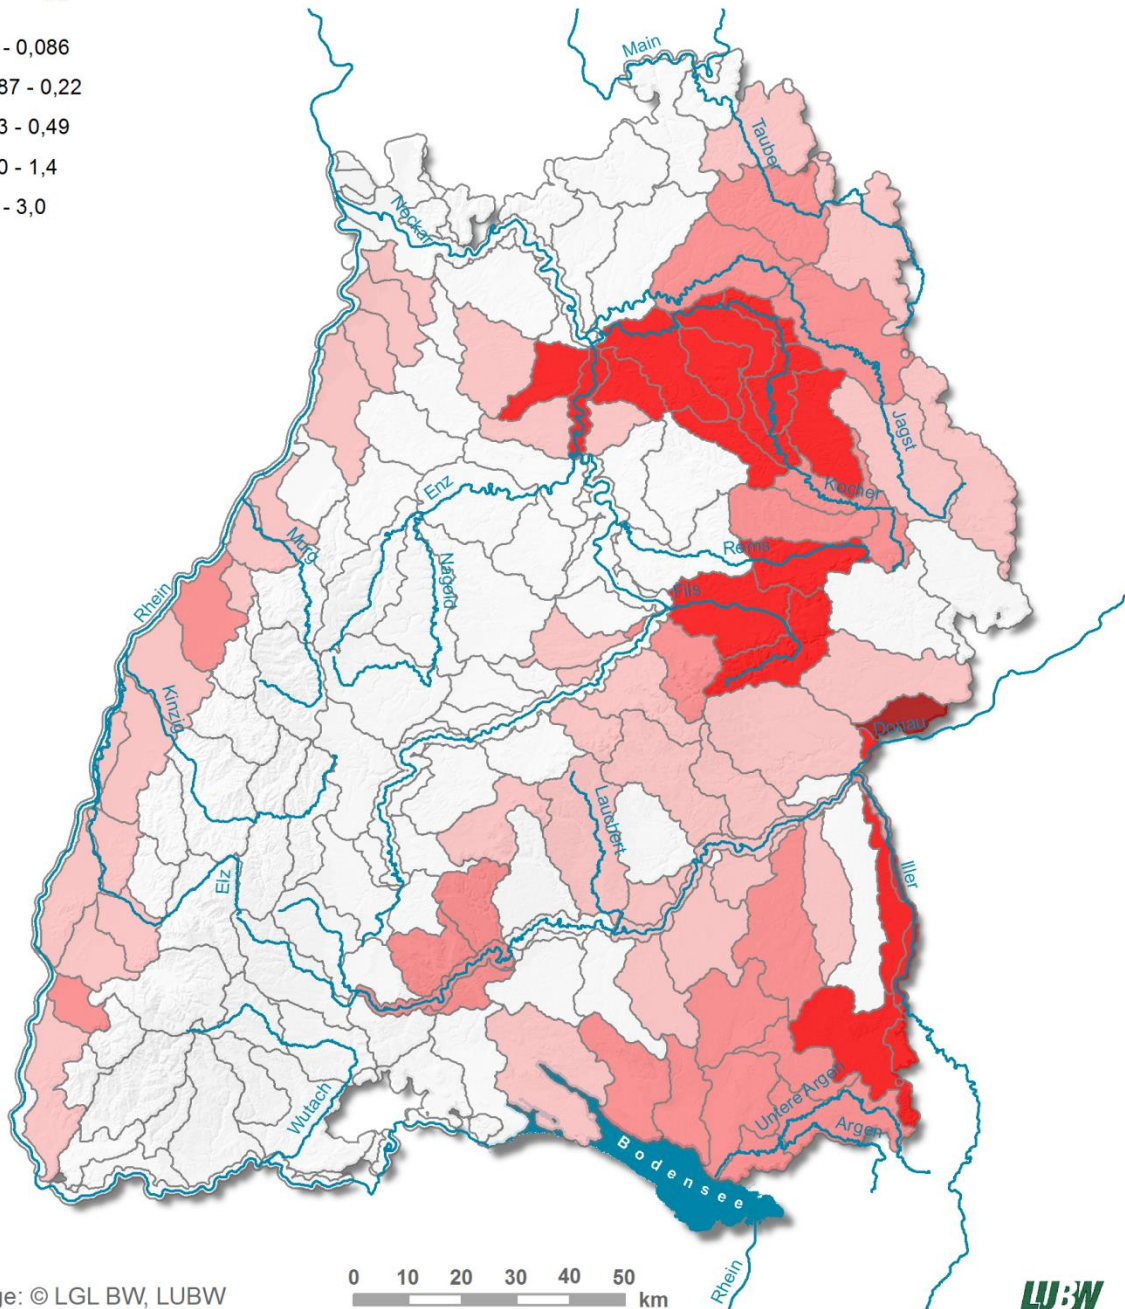 - 0,086
87 - 0,22
3 - 0,49
0 - 1,4
- 3,0
Main
Tauber
Neckar
Jagst
Kocher
Enz
Nagold
Murg
Rems
Fils
Rhein
Kinzig
Donau
Lauchert
Iller
Elz
Untere Argen
Argen
Wutach
Bodensee
Rhein
ge: © LGL BW, LUBW
0 10 20 30 40 50
km
LUBW